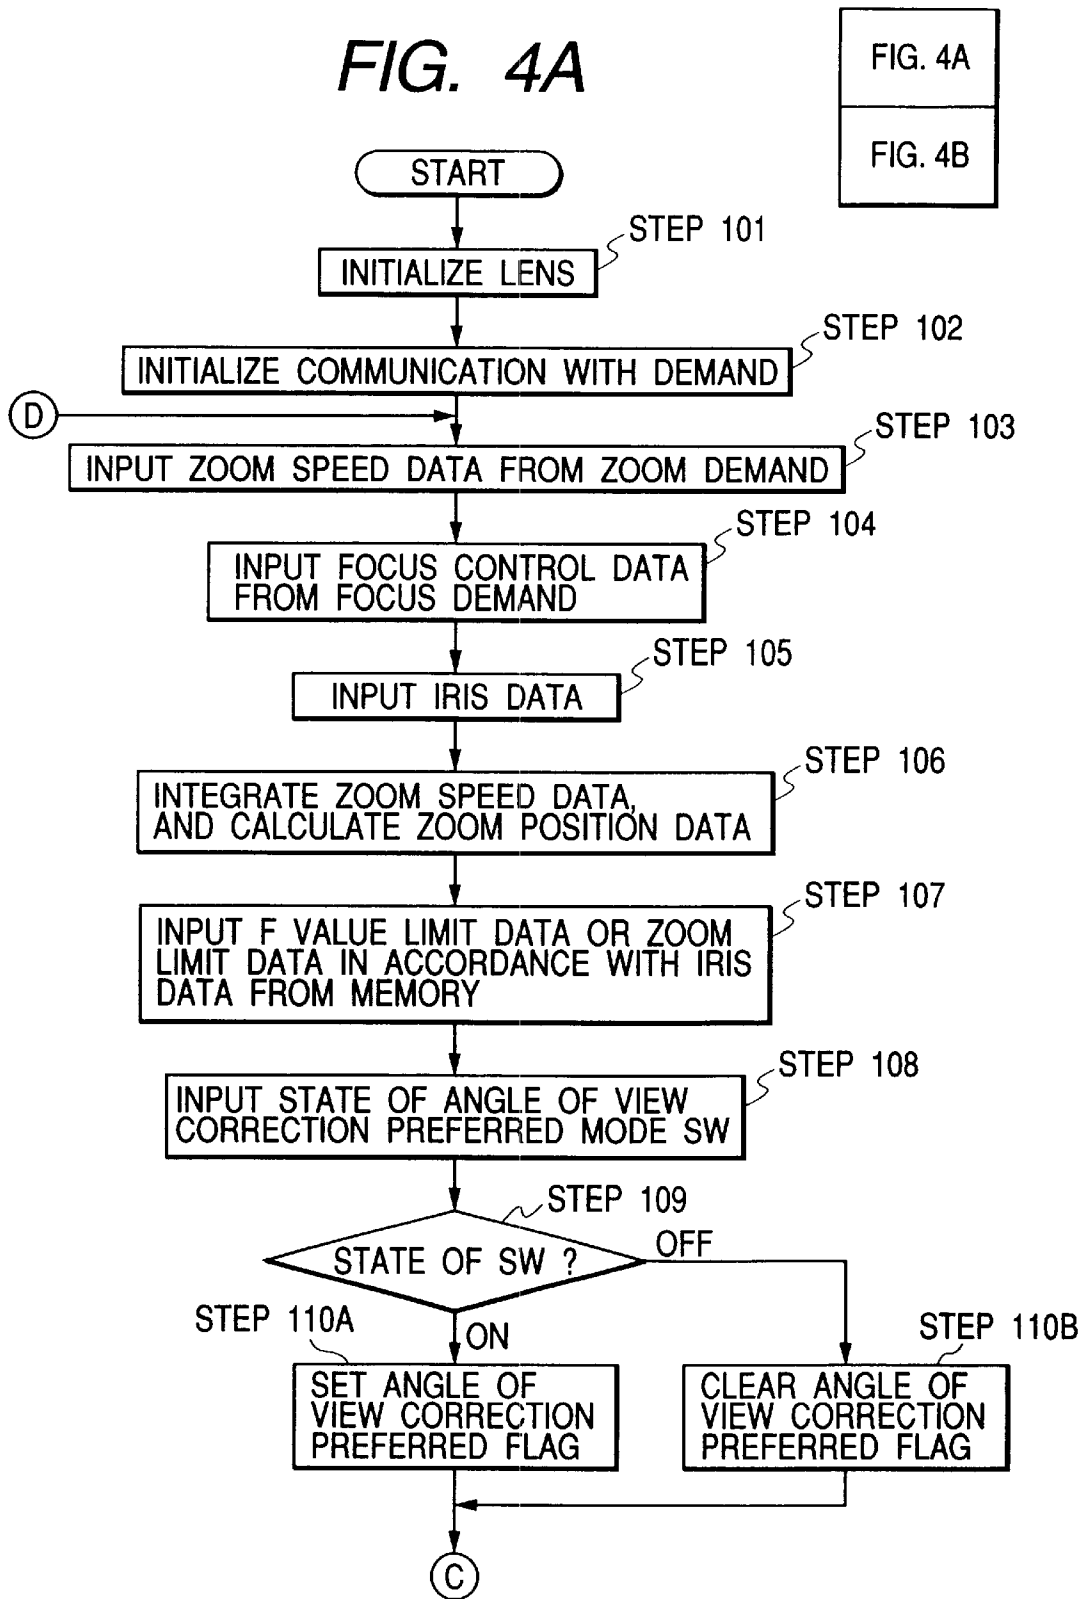 FIG. 4A
FIG. 4A
FIG. 4B
START
STEP 101
INITIALIZE LENS
STEP 102
INITIALIZE COMMUNICATION WITH DEMAND
D
STEP 103
INPUT ZOOM SPEED DATA FROM ZOOM DEMAND
STEP 104
INPUT FOCUS CONTROL DATA
FROM FOCUS DEMAND
STEP 105
INPUT IRIS DATA
STEP 106
INTEGRATE ZOOM SPEED DATA,
AND CALCULATE ZOOM POSITION DATA
STEP 107
INPUT F VALUE LIMIT DATA OR ZOOM
LIMIT DATA IN ACCORDANCE WITH IRIS
DATA FROM MEMORY
STEP 108
INPUT STATE OF ANGLE OF VIEW
CORRECTION PREFERRED MODE SW
STEP 109
STATE OF SW ?
OFF
ON
STEP 110A
SET ANGLE OF
VIEW CORRECTION
PREFERRED FLAG
STEP 110B
CLEAR ANGLE OF
VIEW CORRECTION
PREFERRED FLAG
C